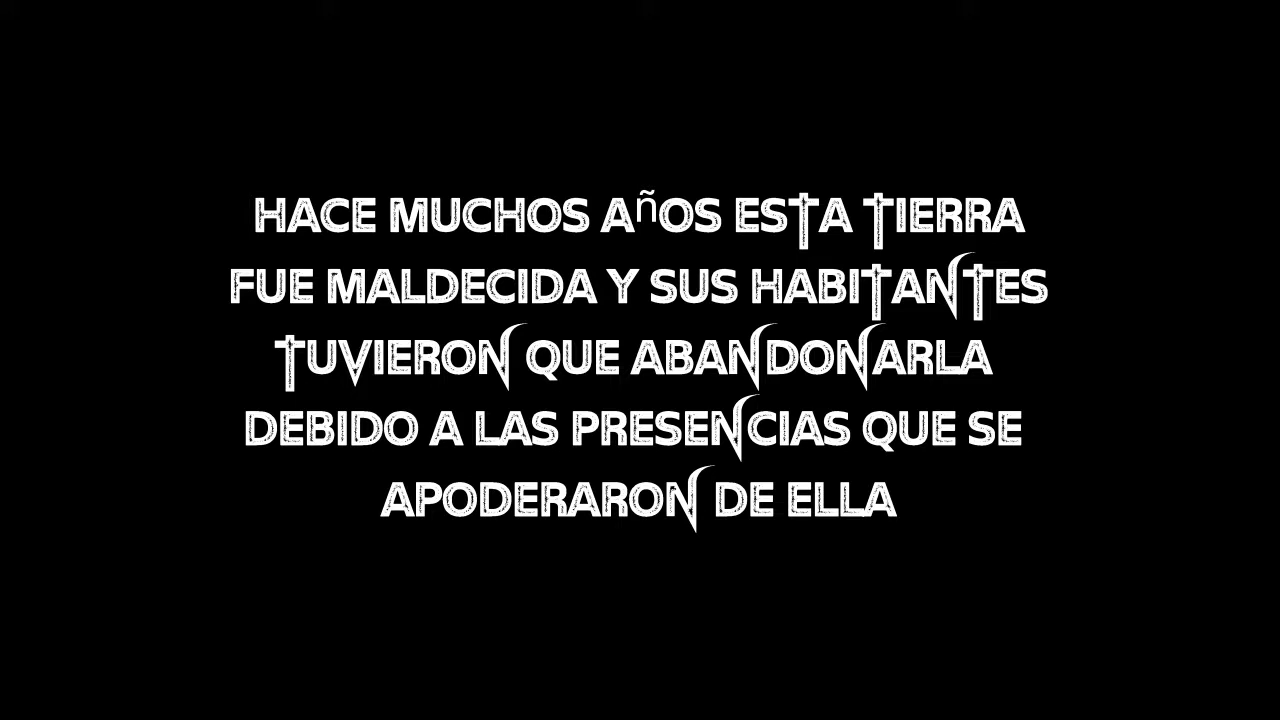 HACE MUCHOS AñOS ESTA TIERRA
FUE MALDECIDA Y SUS HABITANTES
TUVIERON QUE ABANDONARLA
DEBIDO A LAS PRESENCIAS QUE SE
APODERARON DE ELLA